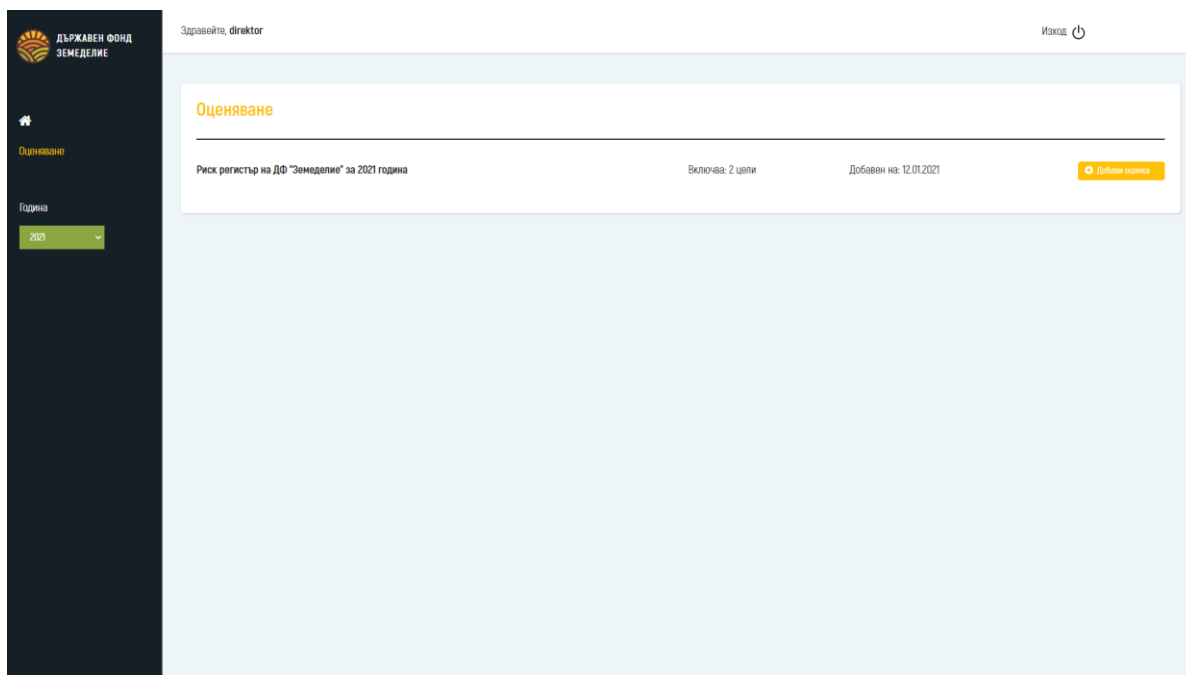 ДЪРЖАВЕН ФОНД
ЗЕМЕДЕЛИЕ
Здравейте, direktor
Изход
Оценяване
Година
2021
Оценяване
Риск регистър на ДФ "Земеделие" за 2021 година
Включва: 2 цели
Добавен на: 12.01.2021
Добави оценка